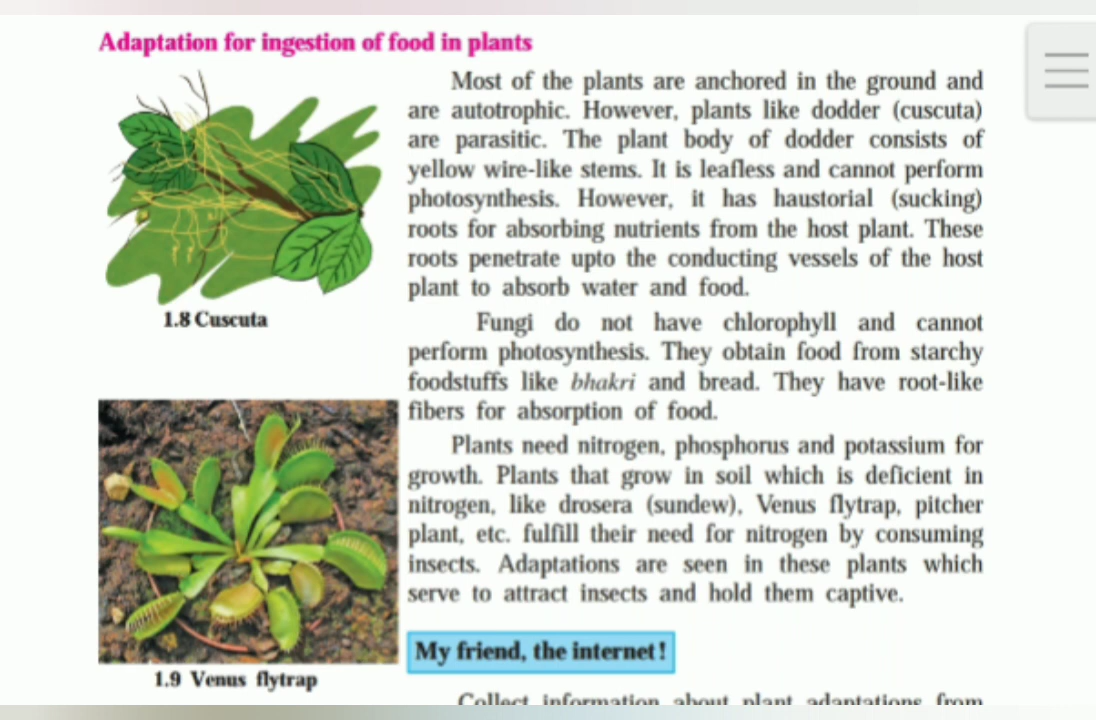 Adaptation for ingestion of food in plants
Most of the plants are anchored in the ground and
are autotrophic. However, plants like dodder (cuscuta)
are parasitic. The plant body of dodder consists of
yellow wire-like stems. It is leafless and cannot perform
photosynthesis. However, it has haustorial (sucking)
roots for absorbing nutrients from the host plant. These
roots penetrate upto the conducting vessels of the host
plant to absorb water and food.
1.8 Cuscuta
Fungi do not have chlorophyll and cannot
perform photosynthesis. They obtain food from starchy
foodstuffs like bhakri and bread. They have root-like
fibers for absorption of food.
Plants need nitrogen, phosphorus and potassium for
growth. Plants that grow in soil which is deficient in
nitrogen, like drosera (sundew), Venus flytrap, pitcher
plant, etc. fulfill their need for nitrogen by consuming
insects. Adaptations are seen in these plants which
serve to attract insects and hold them captive.
1.9 Venus flytrap
My friend, the internet!
Collect information about plant adaptations from